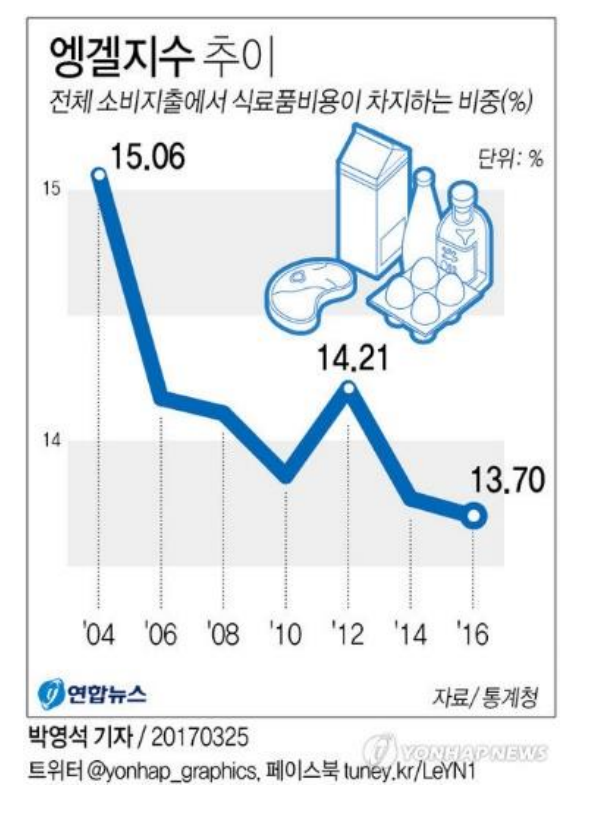 엥겔지수 추이
전체 소비지출에서 식료품비용이 차지하는 비중(%)
단위: %
15.06
15
14.21
14
13.70
'04 '06 '08 '10 '12 '14 '16
연합뉴스
자료/통계청
박영석 기자 / 20170325
YONHAPNEWS
트위터 @yonhap_graphics, 페이스북 tuney.kr/LeYN1